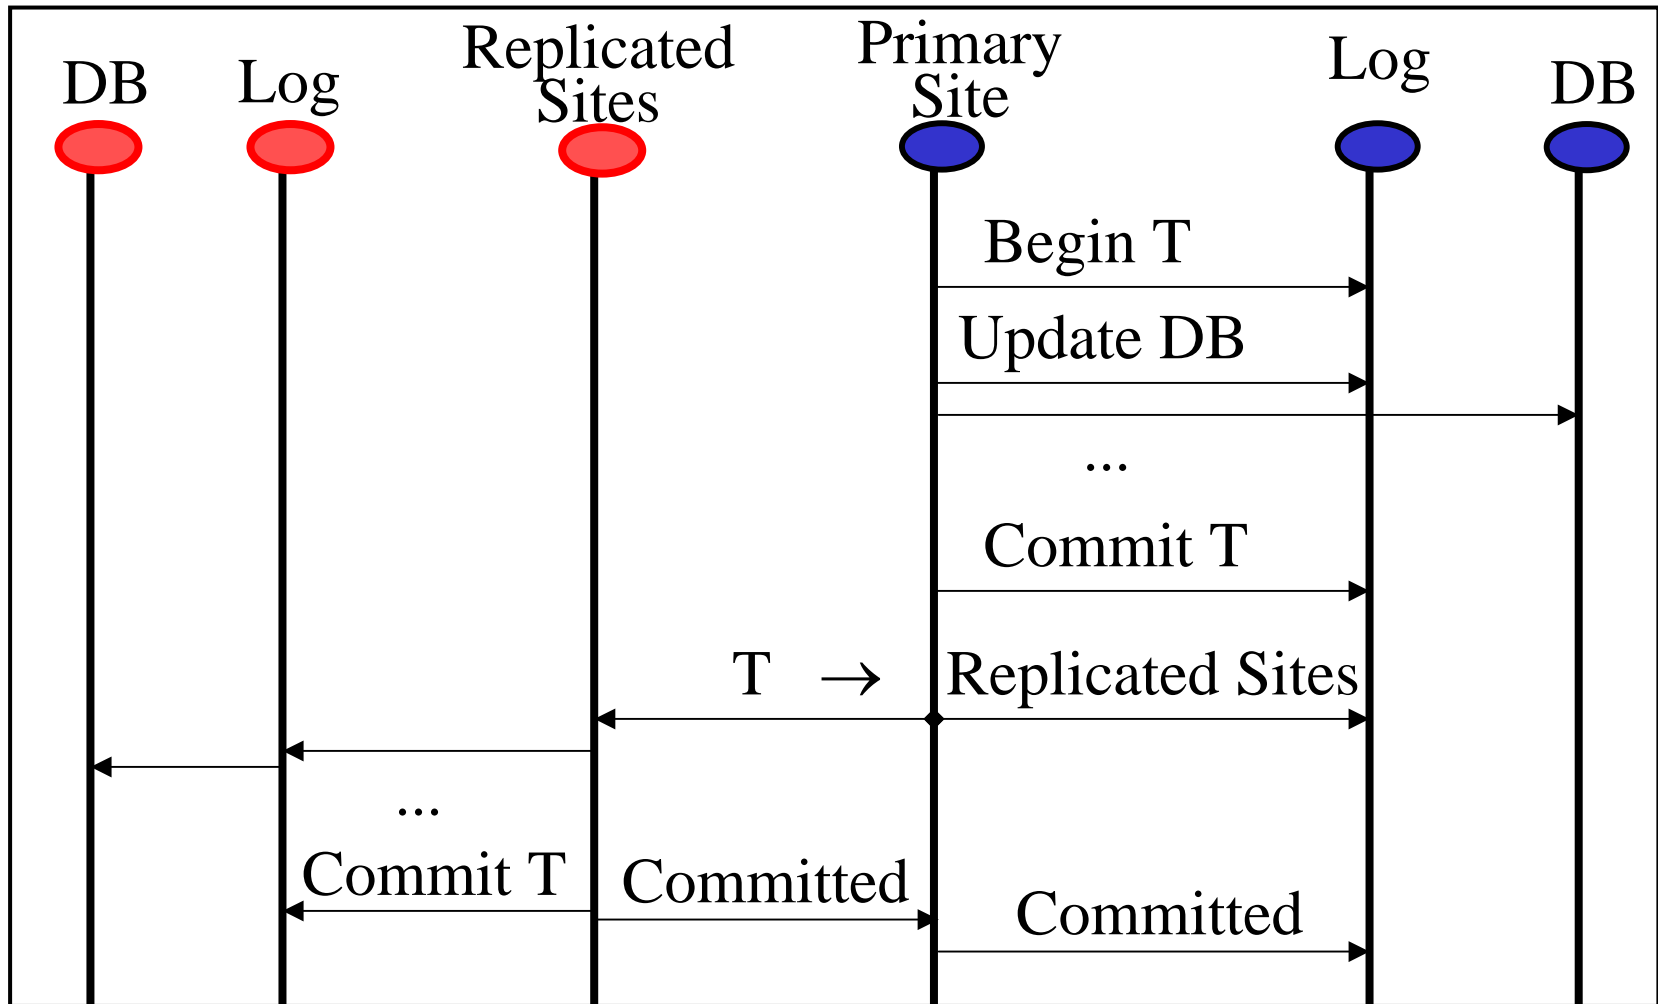 DB
Log
Replicated
Sites
Primary
Site
Log
DB
Begin T
Update DB
...
Commit T
T → Replicated Sites
...
Commit T
Committed
Committed